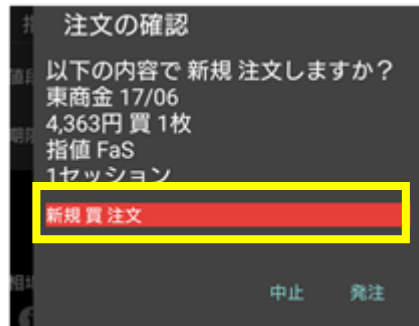 注文の確認
以下の内容で 新規 注文しますか？
東商金 17/06
4,363円 買 1枚
指値 FaS
1セッション
新規 買 注文
中止 発注